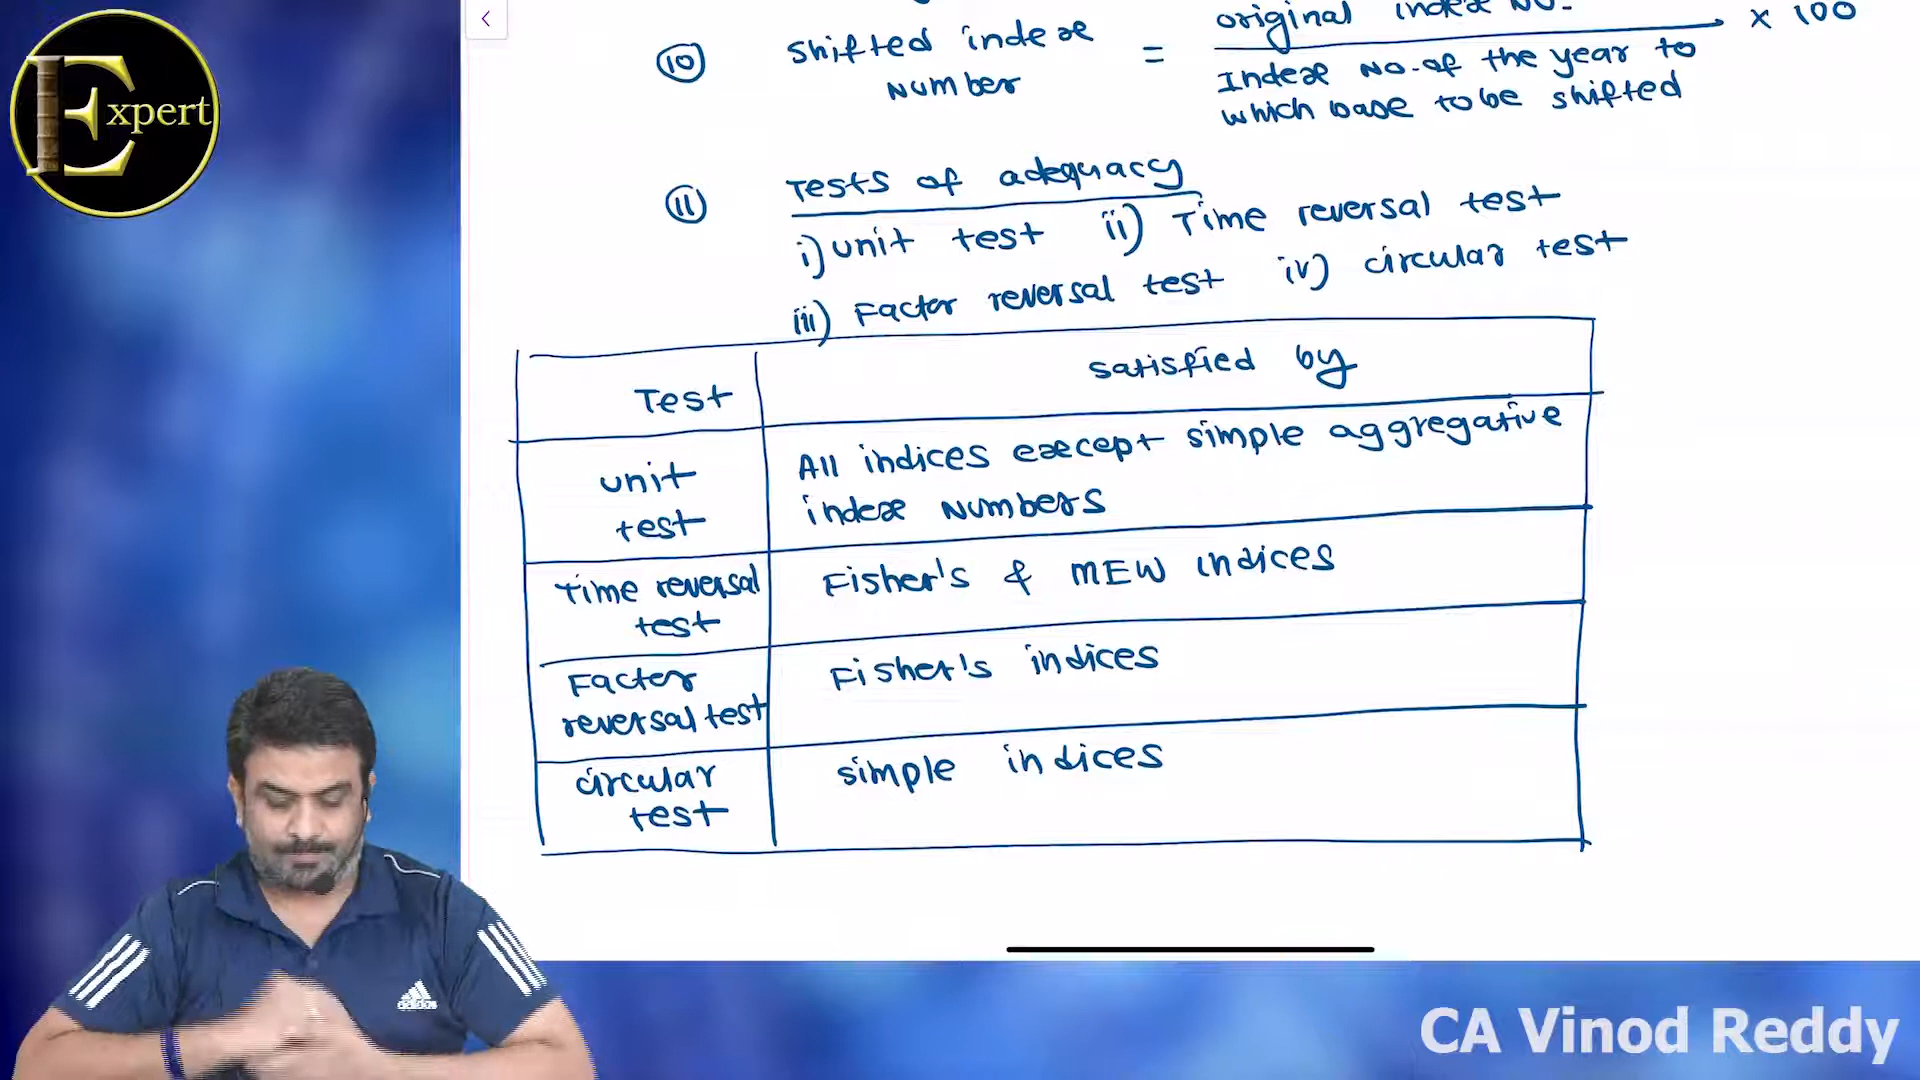 Expert
original index No.
⑩ shifted index = × 100
number
Index No. of the year to
which base to be shifted
⑪ Tests of adequacy
i) unit test ii) Time reversal test
iii) Factor reversal test iv) circular test
Test
satisfied by
unit
test
All indices except simple aggregative
index numbers
Time reversal
test
Fisher's & MEW indices
Factor
reversal test
Fisher's indices
circular
test
simple indices
adidas
CA Vinod Reddy